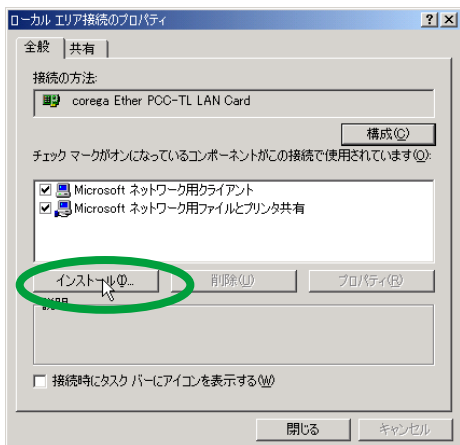 ローカル エリア接続のプロパティ
全般
共有
接続の方法:
corega Ether PCC-TL LAN Card
構成(C)
チェック マークがオンになっているコンポーネントがこの接続で使用されています(O):
Microsoft ネットワーク用クライアント
Microsoft ネットワーク用ファイルとプリンタ共有
インストール(I)...
削除(U)
プロパティ(R)
説明
接続時にタスク バーにアイコンを表示する(W)
閉じる
キャンセル